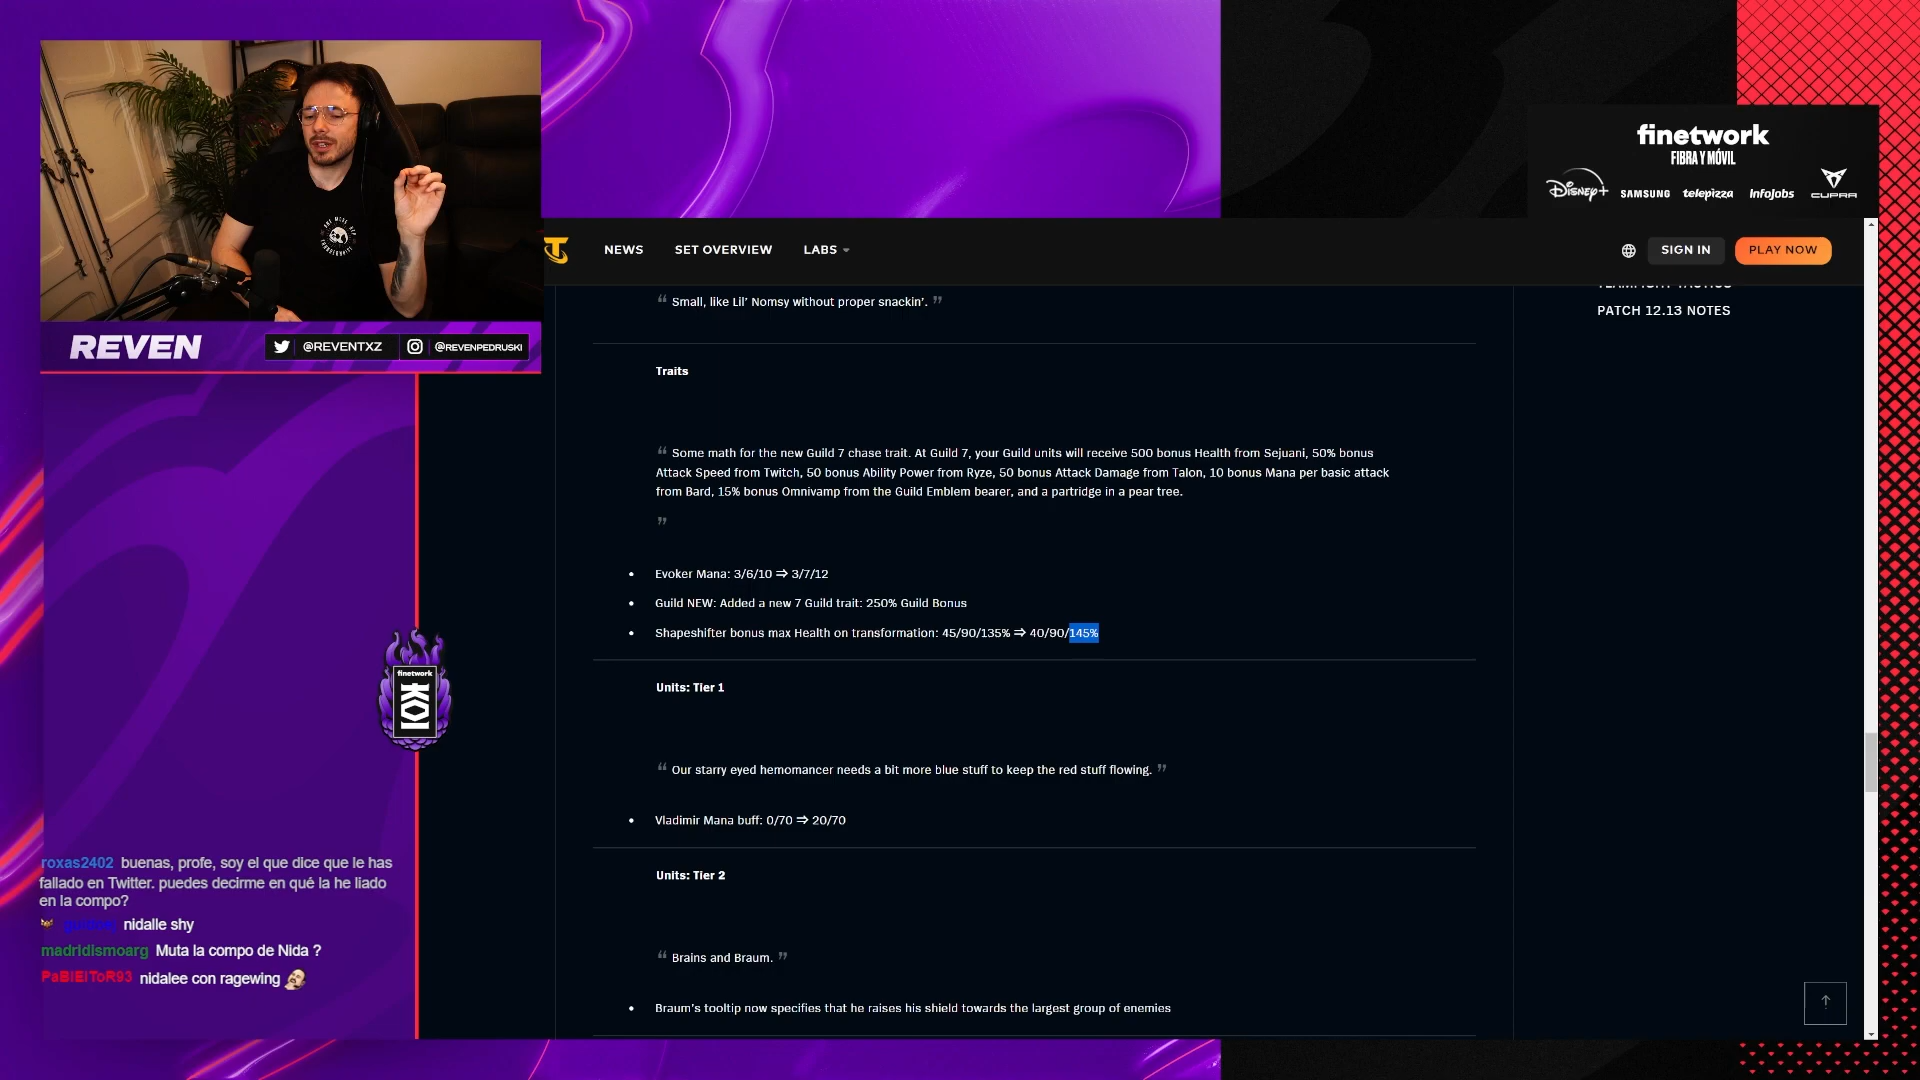 finetwork
FIBRA Y MÓVIL
Disney+ SAMSUNG telepizza InfoJobs CUPRA
NEWS SET OVERVIEW LABS
SIGN IN PLAY NOW
PATCH 12.13 NOTES
“ Small, like Lil’ Nomsy without proper snackin’. ”
REVEN
@REVENTXZ @REVENPEDRUSKI
Traits
“ Some math for the new Guild 7 chase trait. At Guild 7, your Guild units will receive 500 bonus Health from Sejuani, 50% bonus
Attack Speed from Twitch, 50 bonus Ability Power from Ryze, 50 bonus Attack Damage from Talon, 10 bonus Mana per basic attack
from Bard, 15% bonus Omnivamp from the Guild Emblem bearer, and a partridge in a pear tree.
”
• Evoker Mana: 3/6/10 ⇒ 3/7/12
• Guild NEW: Added a new 7 Guild trait: 250% Guild Bonus
• Shapeshifter bonus max Health on transformation: 45/90/135% ⇒ 40/90/145%
Units: Tier 1
“ Our starry eyed hemomancer needs a bit more blue stuff to keep the red stuff flowing. ”
• Vladimir Mana buff: 0/70 ⇒ 20/70
Units: Tier 2
“ Brains and Braum. ”
• Braum’s tooltip now specifies that he raises his shield towards the largest group of enemies
finetwork
KOI
roxas2402 buenas, profe, soy el que dice que le has
fallado en Twitter. puedes decirme en qué la he liado
en la compo?
nidalle shy
madridismoarg Muta la compo de Nida ?
PaBlEiToR93 nidalee con ragewing